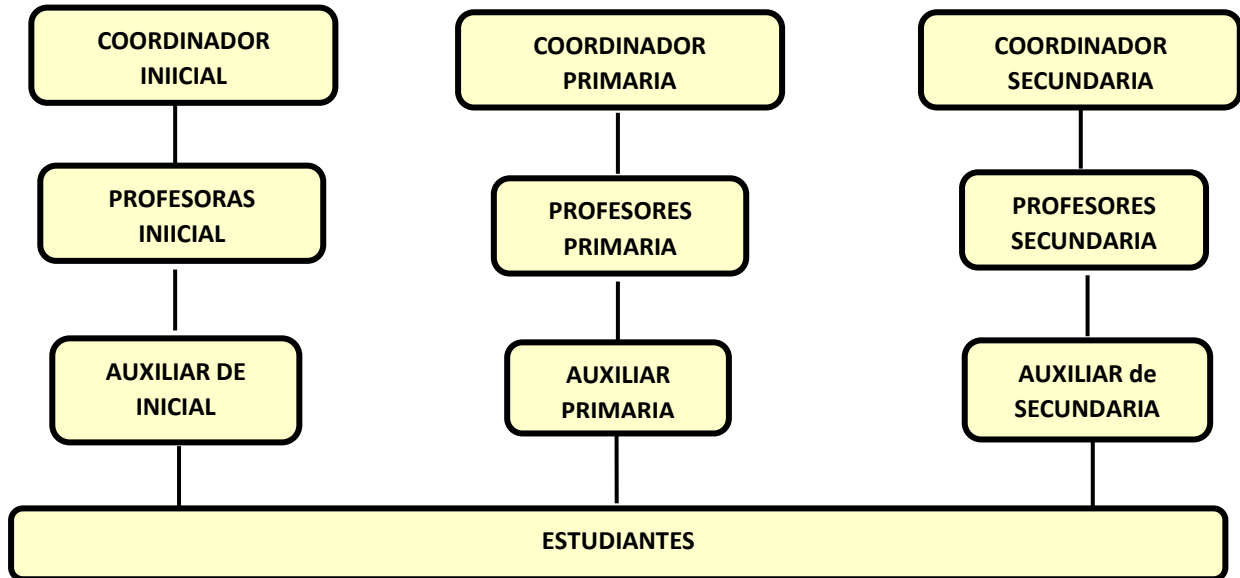 COORDINADOR
INIICIAL
COORDINADOR
PRIMARIA
COORDINADOR
SECUNDARIA
PROFESORAS
INIICIAL
PROFESORES
PRIMARIA
PROFESORES
SECUNDARIA
AUXILIAR DE
INICIAL
AUXILIAR
PRIMARIA
AUXILIAR de
SECUNDARIA
ESTUDIANTES